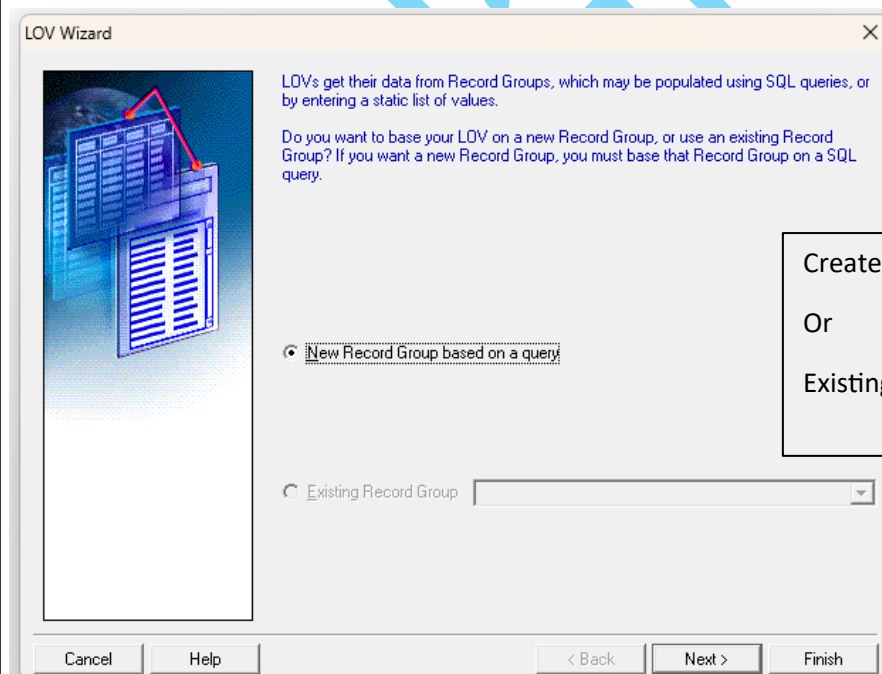 LOV Wizard
LOVs get their data from Record Groups, which may be populated using SQL queries, or
by entering a static list of values.
Do you want to base your LOV on a new Record Group, or use an existing Record
Group? If you want a new Record Group, you must base that Record Group on a SQL
query.
Create
Or
New Record Group based on a query
Existing
Existing Record Group
Cancel Help < Back Next > Finish